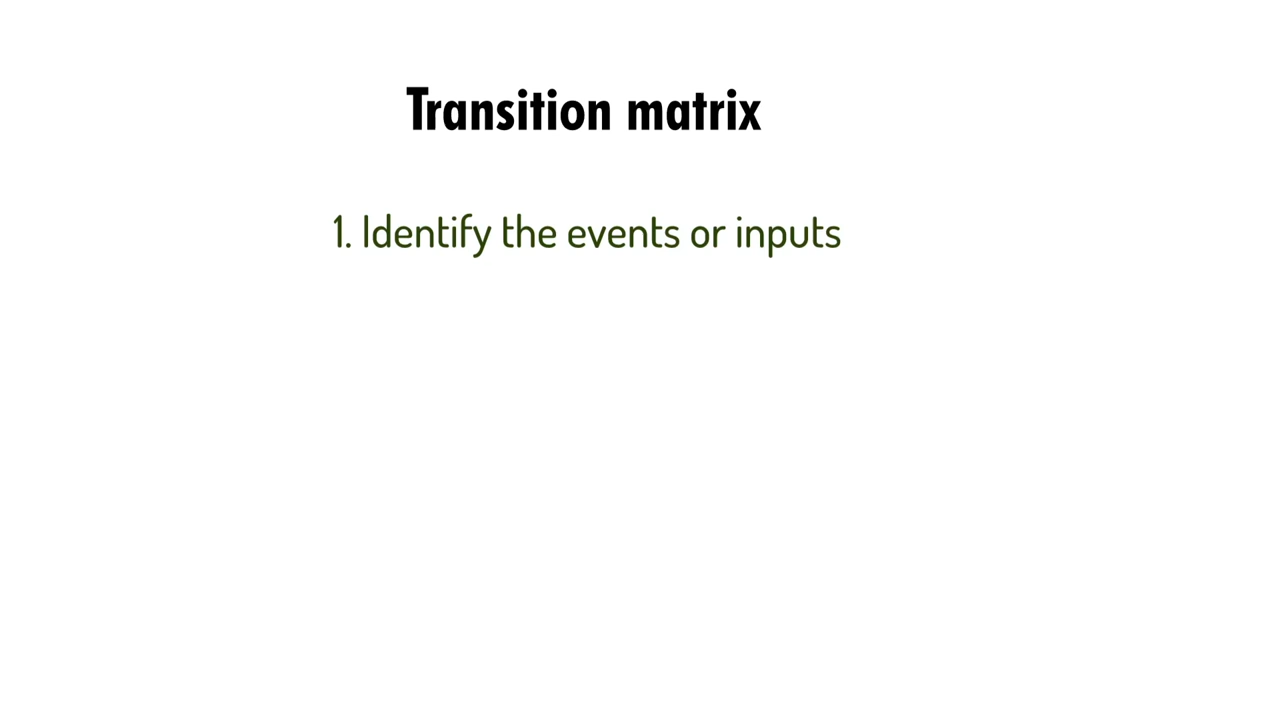 Transition matrix
1. Identify the events or inputs